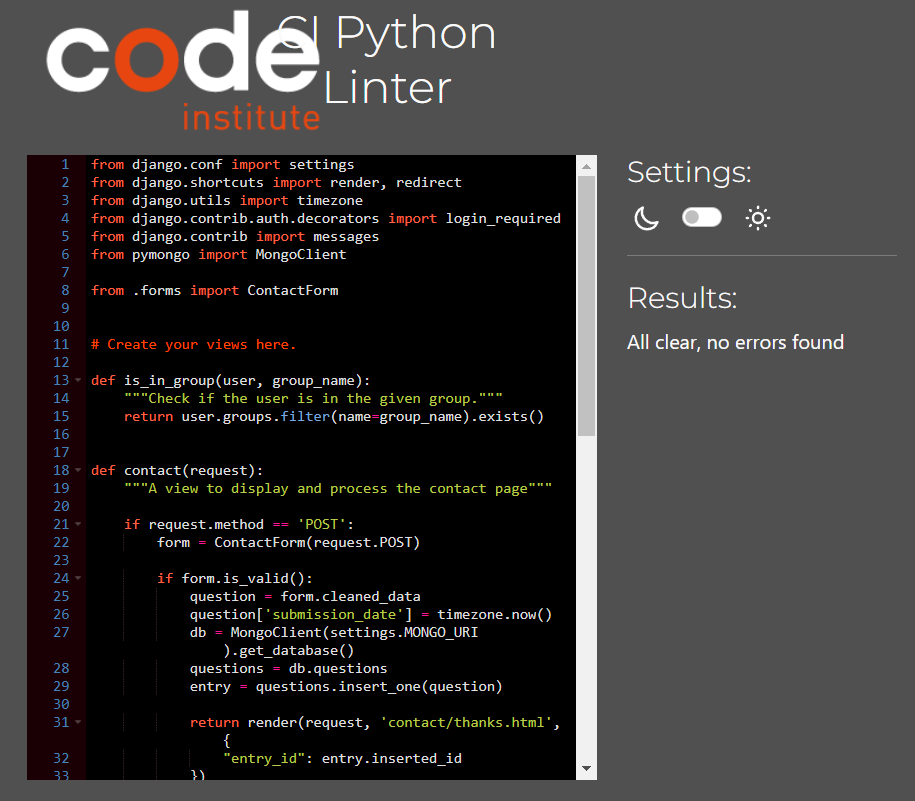 code
institute
CI Python
Linter
1 from django.conf import settings
2 from django.shortcuts import render, redirect
3 from django.utils import timezone
4 from django.contrib.auth.decorators import login_required
5 from django.contrib import messages
6 from pymongo import MongoClient
7
8 from .forms import ContactForm
9
10
11 # Create your views here.
12
13 def is_in_group(user, group_name):
14     """Check if the user is in the given group."""
15     return user.groups.filter(name=group_name).exists()
16
17
18 def contact(request):
19     """A view to display and process the contact page"""
20
21     if request.method == 'POST':
22         form = ContactForm(request.POST)
23
24         if form.is_valid():
25             question = form.cleaned_data
26             question['submission_date'] = timezone.now()
27             db = MongoClient(settings.MONGO_URI
                ).get_database()
28             questions = db.questions
29             entry = questions.insert_one(question)
30
31             return render(request, 'contact/thanks.html',
                {
32                 "entry_id": entry.inserted_id
33             })
Settings:
Results:
All clear, no errors found